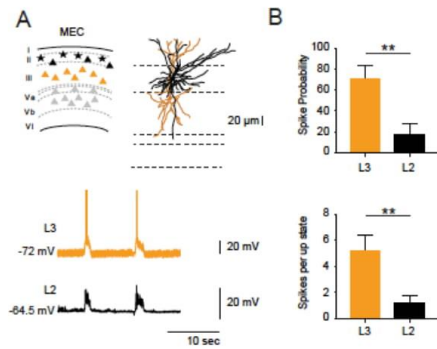 A
MEC
I
II
III
Va
Vb
VI
20 µm
L3
-72 mV
20 mV
L2
-64.5 mV
20 mV
10 sec
B
Spike Probability
100
80
60
40
20
0
**
L3
L2
Spikes per up state
8
6
4
2
0
**
L3
L2